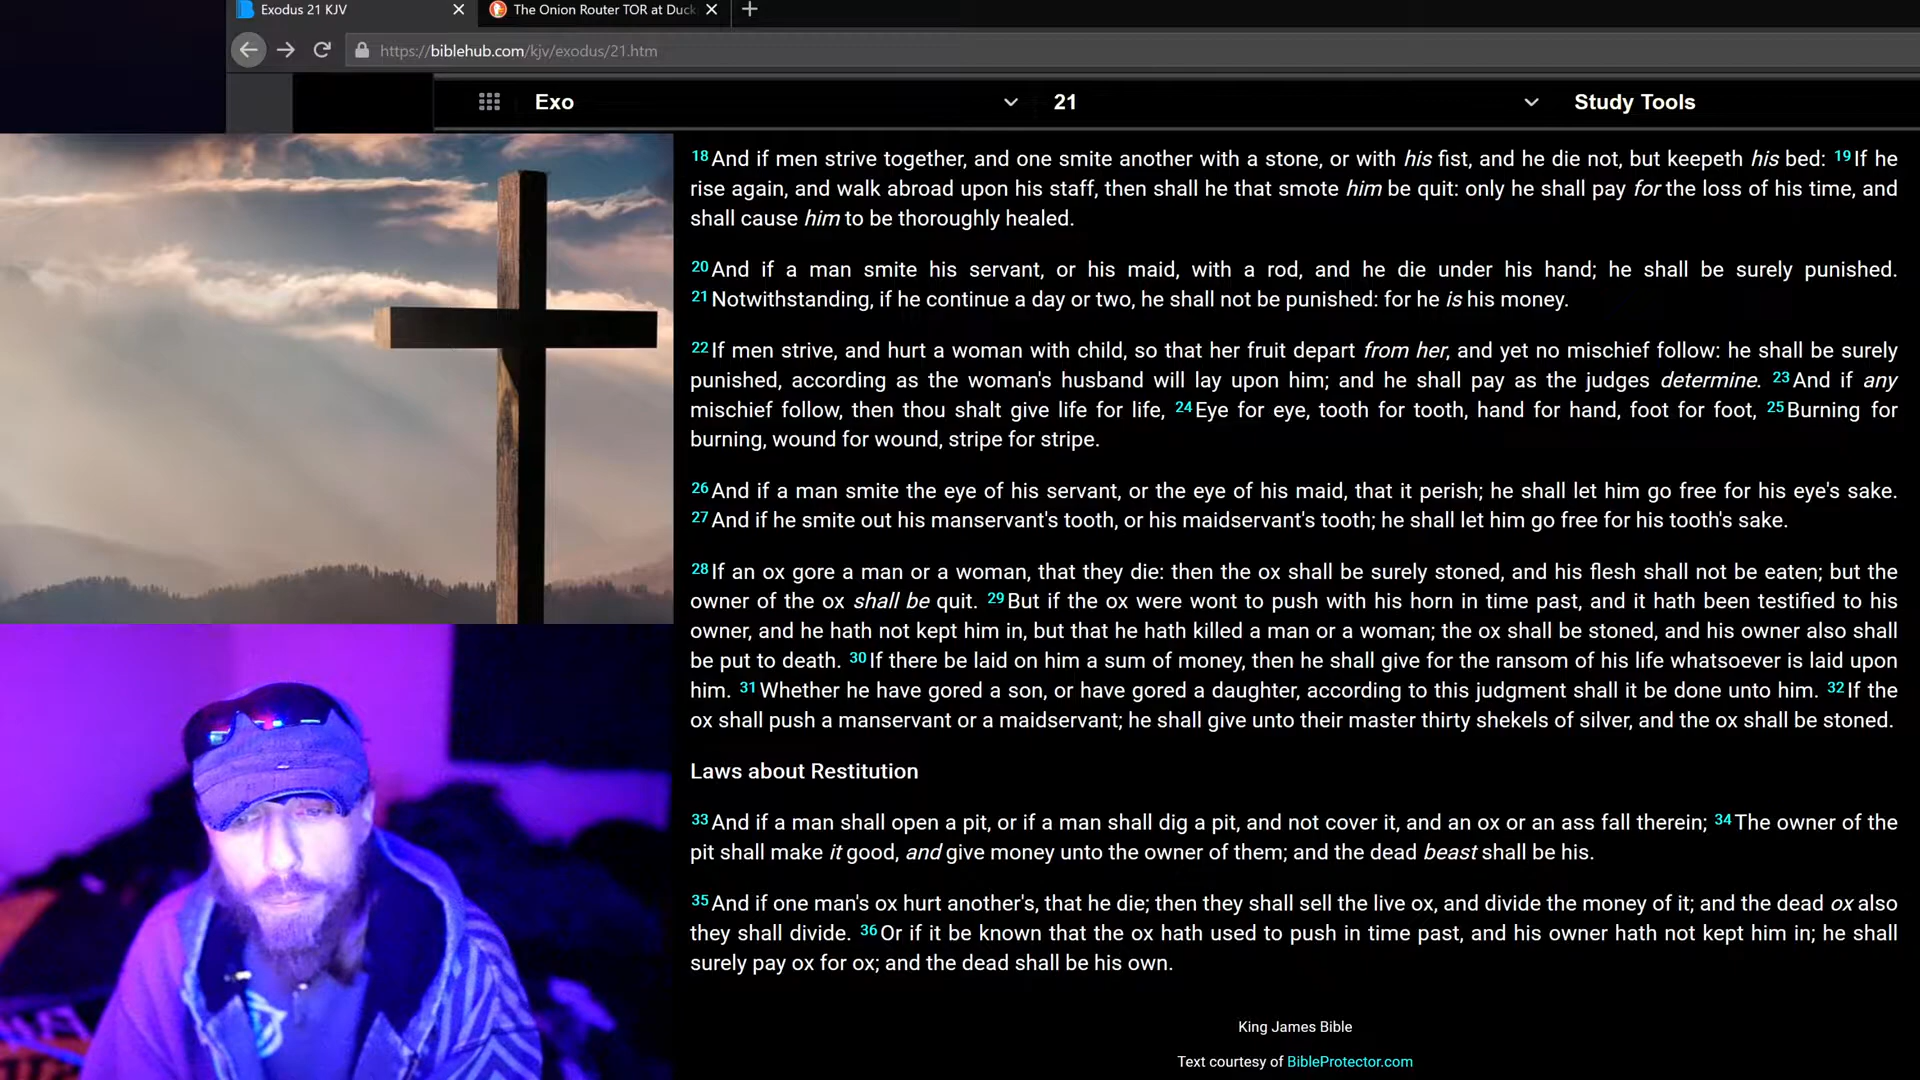 Exodus 21 KJV
The Onion Router TOR at Duck
https://biblehub.com/kjv/exodus/21.htm
Exo 21 Study Tools
18 And if men strive together, and one smite another with a stone, or with his fist, and he die not, but keepeth his bed: 19 If he
rise again, and walk abroad upon his staff, then shall he that smote him be quit: only he shall pay for the loss of his time, and
shall cause him to be thoroughly healed.
20 And if a man smite his servant, or his maid, with a rod, and he die under his hand; he shall be surely punished.
21 Notwithstanding, if he continue a day or two, he shall not be punished: for he is his money.
22 If men strive, and hurt a woman with child, so that her fruit depart from her, and yet no mischief follow: he shall be surely
punished, according as the woman's husband will lay upon him; and he shall pay as the judges determine. 23 And if any
mischief follow, then thou shalt give life for life, 24 Eye for eye, tooth for tooth, hand for hand, foot for foot, 25 Burning for
burning, wound for wound, stripe for stripe.
26 And if a man smite the eye of his servant, or the eye of his maid, that it perish; he shall let him go free for his eye's sake.
27 And if he smite out his manservant's tooth, or his maidservant's tooth; he shall let him go free for his tooth's sake.
28 If an ox gore a man or a woman, that they die: then the ox shall be surely stoned, and his flesh shall not be eaten; but the
owner of the ox shall be quit. 29 But if the ox were wont to push with his horn in time past, and it hath been testified to his
owner, and he hath not kept him in, but that he hath killed a man or a woman; the ox shall be stoned, and his owner also shall
be put to death. 30 If there be laid on him a sum of money, then he shall give for the ransom of his life whatsoever is laid upon
him. 31 Whether he have gored a son, or have gored a daughter, according to this judgment shall it be done unto him. 32 If the
ox shall push a manservant or a maidservant; he shall give unto their master thirty shekels of silver, and the ox shall be stoned.
Laws about Restitution
33 And if a man shall open a pit, or if a man shall dig a pit, and not cover it, and an ox or an ass fall therein; 34 The owner of the
pit shall make it good, and give money unto the owner of them; and the dead beast shall be his.
35 And if one man's ox hurt another's, that he die; then they shall sell the live ox, and divide the money of it; and the dead ox also
they shall divide. 36 Or if it be known that the ox hath used to push in time past, and his owner hath not kept him in; he shall
surely pay ox for ox; and the dead shall be his own.
King James Bible
Text courtesy of BibleProtector.com